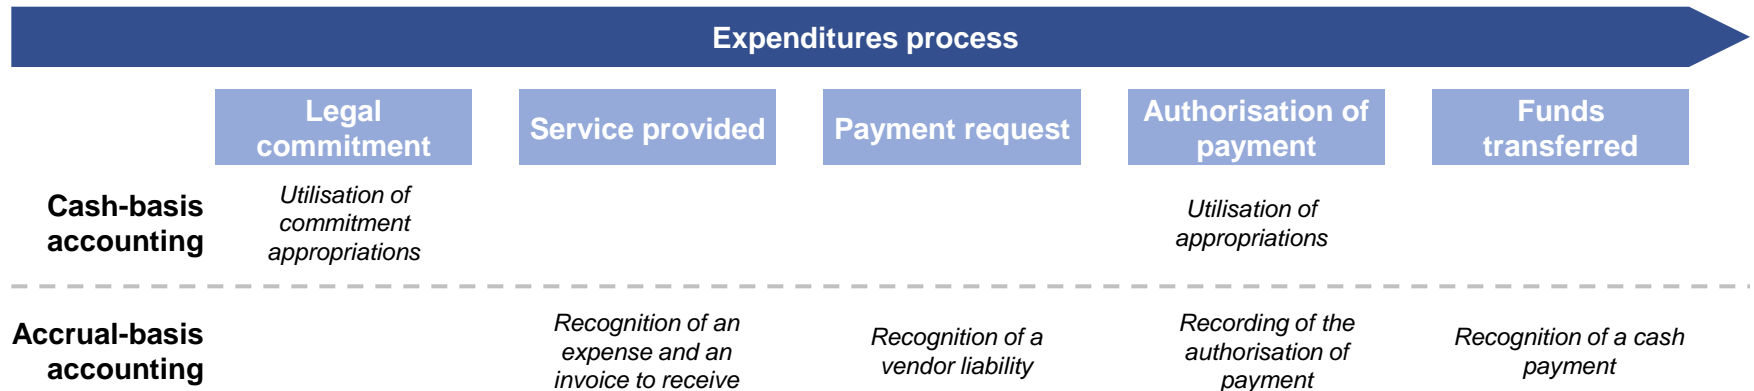 Expenditures process
Legal
commitment
Service provided
Payment request
Authorisation of
payment
Funds
transferred
Cash-basis
accounting
Utilisation of
commitment
appropriations
Utilisation of
appropriations
Accrual-basis
accounting
Recognition of an
expense and an
invoice to receive
Recognition of a
vendor liability
Recording of the
authorisation of
payment
Recognition of a cash
payment